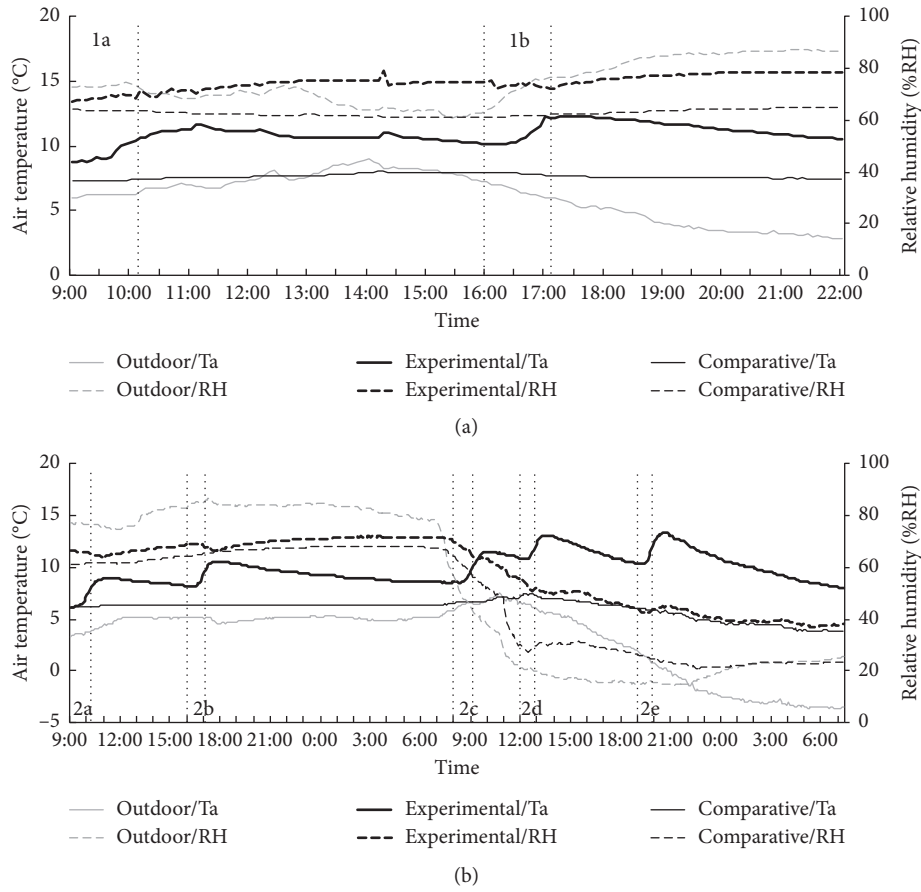 20 100
1a 1b
15 80
10 60
40
5 20
0 0
Air temperature (°C)
Relative humidity (%RH)
9:00 10:00 11:00 12:00 13:00 14:00 15:00 16:00 17:00 18:00 19:00 20:00 21:00 22:00
Time
Outdoor/Ta Experimental/Ta Comparative/Ta
Outdoor/RH Experimental/RH Comparative/RH
(a)
20 100
15 80
10 60
5 40
0 20
−5 0
Air temperature (°C)
Relative humidity (%RH)
2a 2b 2c 2d 2e
9:00 12:00 15:00 18:00 21:00 0:00 3:00 6:00 9:00 12:00 15:00 18:00 21:00 0:00 3:00 6:00
Time
Outdoor/Ta Experimental/Ta Comparative/Ta
Outdoor/RH Experimental/RH Comparative/RH
(b)